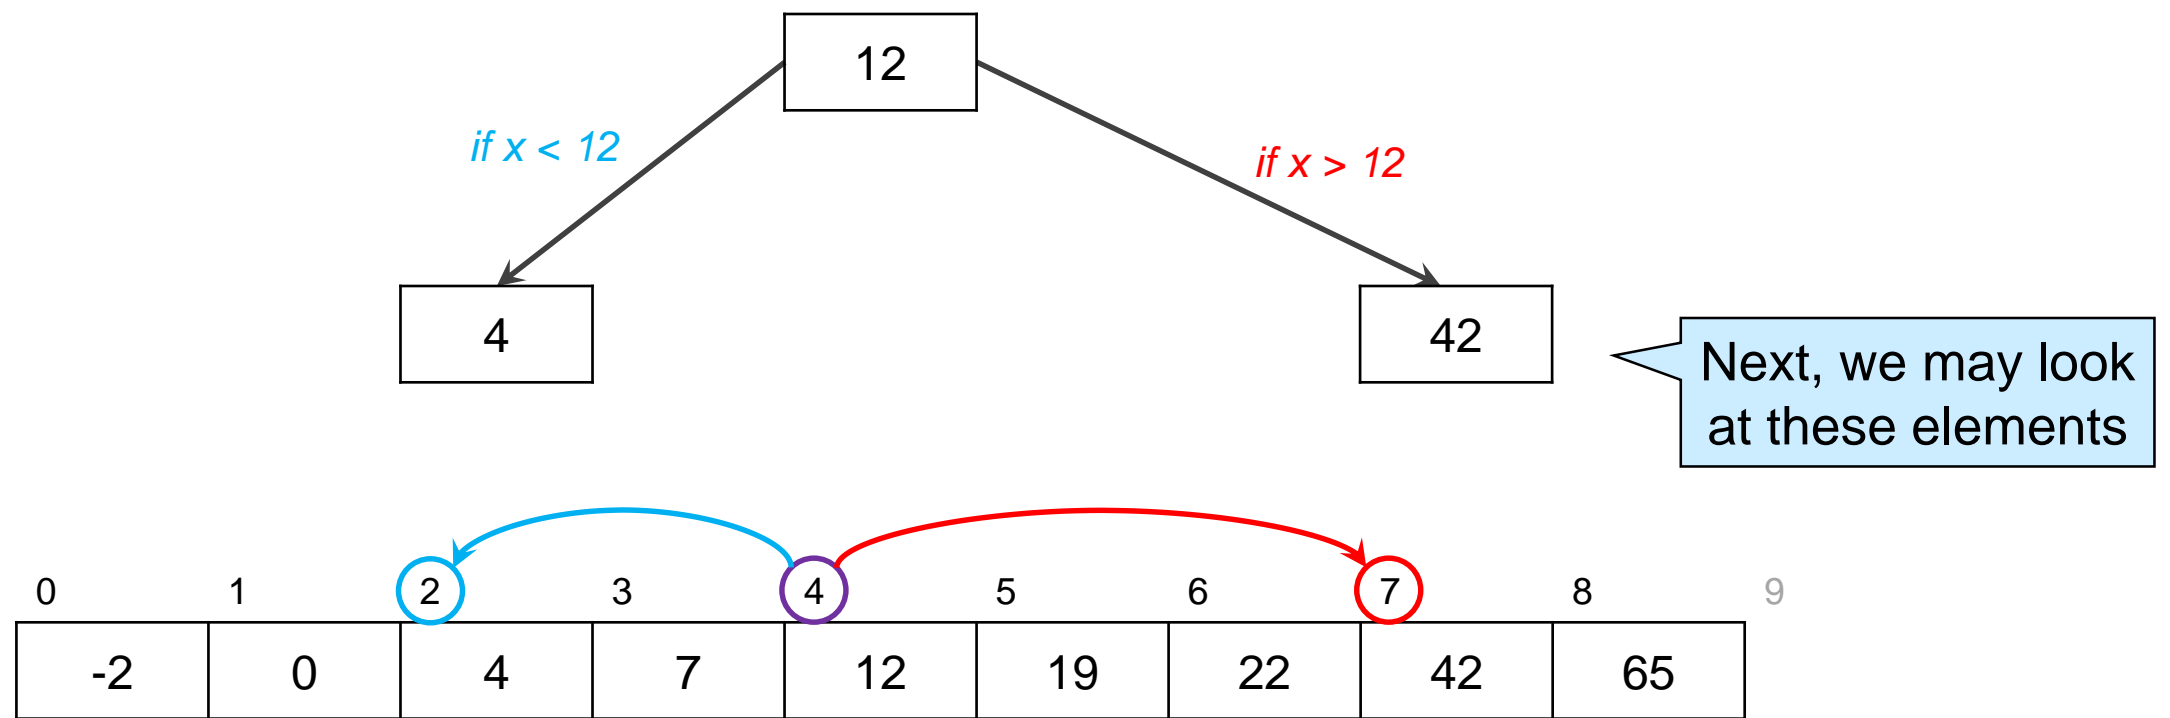 12
if x < 12
if x > 12
4
42
Next, we may look
at these elements
0 1 2 3 4 5 6 7 8 9
-2 0 4 7 12 19 22 42 65